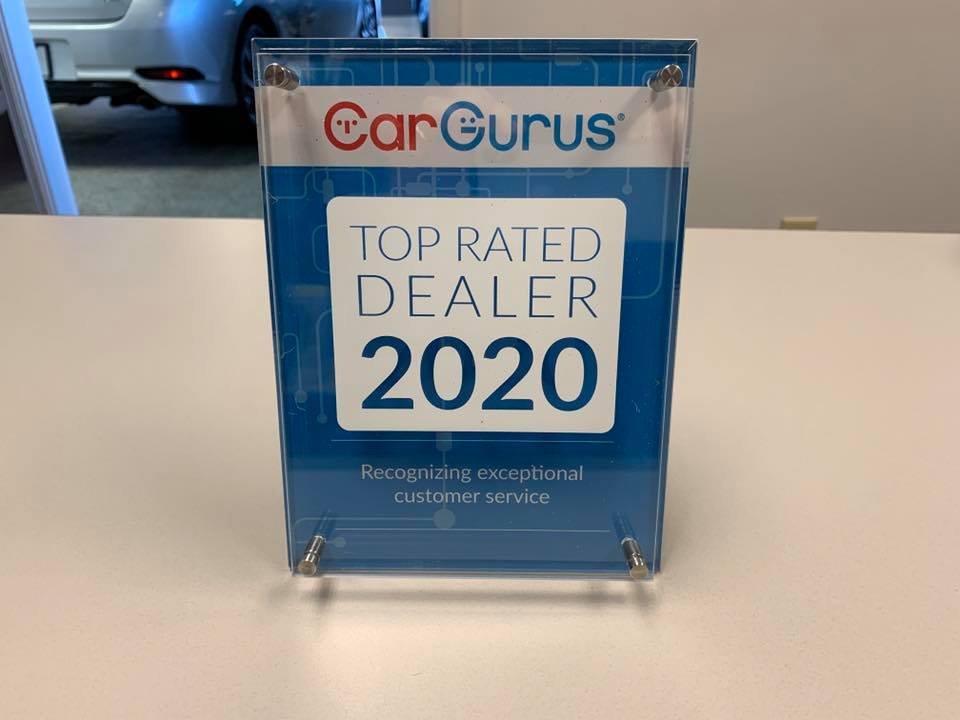 CarGurus®
TOP RATED
DEALER
2020
Recognizing exceptional
customer service